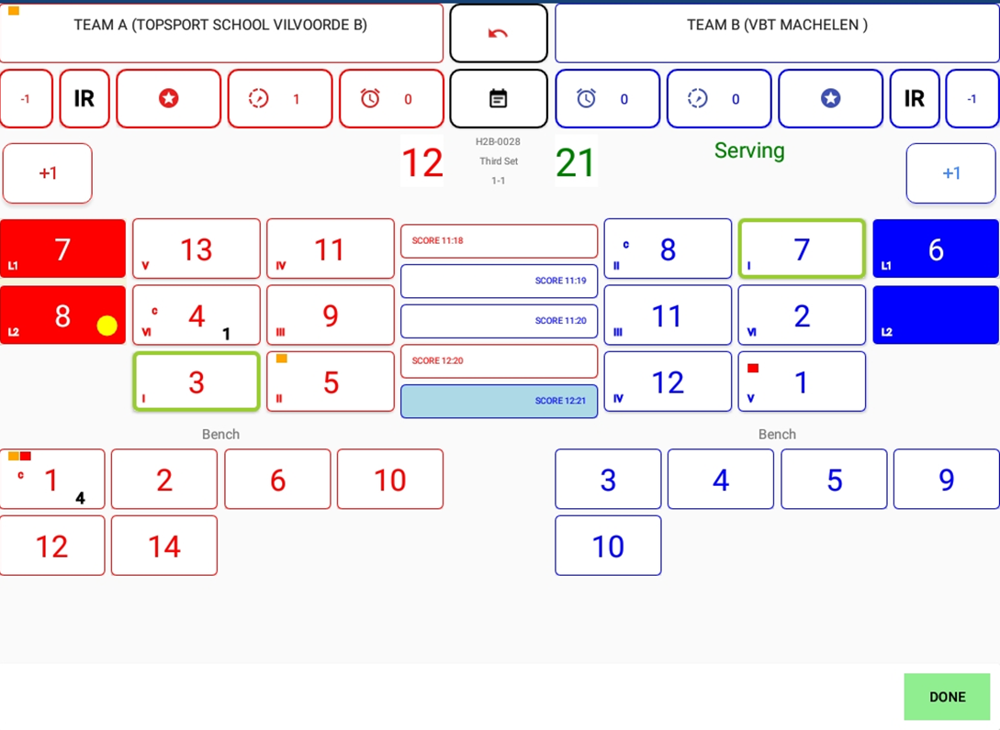 TEAM A (TOPSPORT SCHOOL VILVOORDE B)
TEAM B (VBT MACHELEN )
-1
IR
1
0
0
0
IR
-1
+1
12
H2B-0028
Third Set
1-1
21
Serving
+1
7
L1
13
V
11
IV
SCORE 11:18
C
8
II
7
I
6
L1
SCORE 11:19
8
L2
C
4
VI
1
9
III
SCORE 11:20
11
III
2
VI
L2
SCORE 12:20
3
I
5
II
SCORE 12:21
12
IV
1
V
Bench
Bench
C
1
4
2
6
10
3
4
5
9
12
14
10
DONE